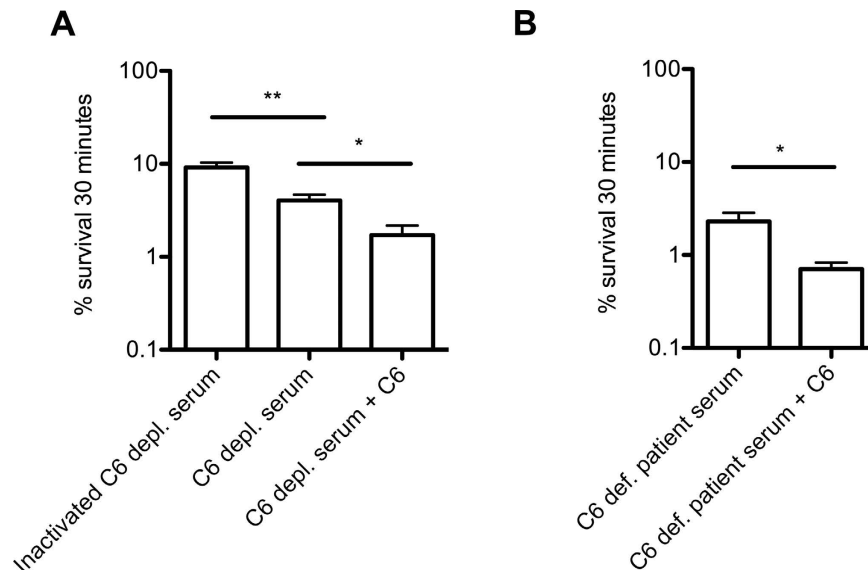 A
% survival 30 minutes
100
10
1
0.1
**
*
Inactivated C6 depl. serum
C6 depl. serum
C6 depl. serum + C6
B
% survival 30 minutes
100
10
1
0.1
*
C6 def. patient serum
C6 def. patient serum + C6